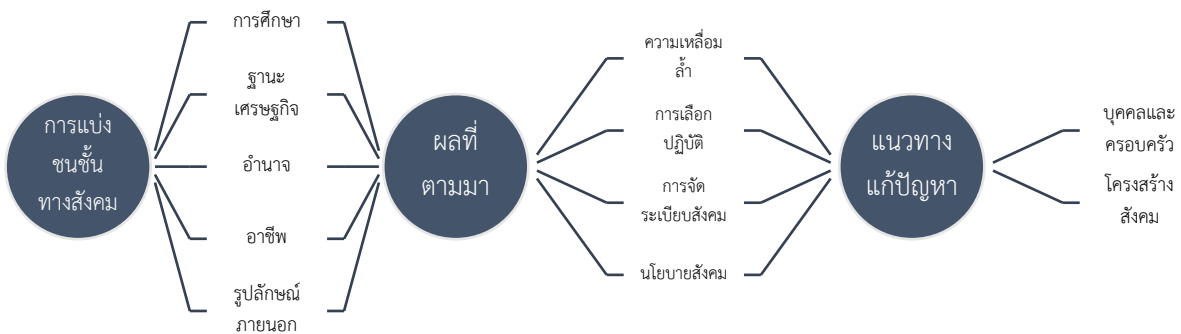 การแบ่ง
ชนชั้น
ทางสังคม
การศึกษา
ฐานะ
เศรษฐกิจ
อำนาจ
อาชีพ
รูปลักษณ์
ภายนอก
ผลที่
ตามมา
ความเหลื่อม
ล้ำ
การเลือก
ปฏิบัติ
การจัด
ระเบียบสังคม
นโยบายสังคม
แนวทาง
แก้ปัญหา
บุคคลและ
ครอบครัว
โครงสร้าง
สังคม